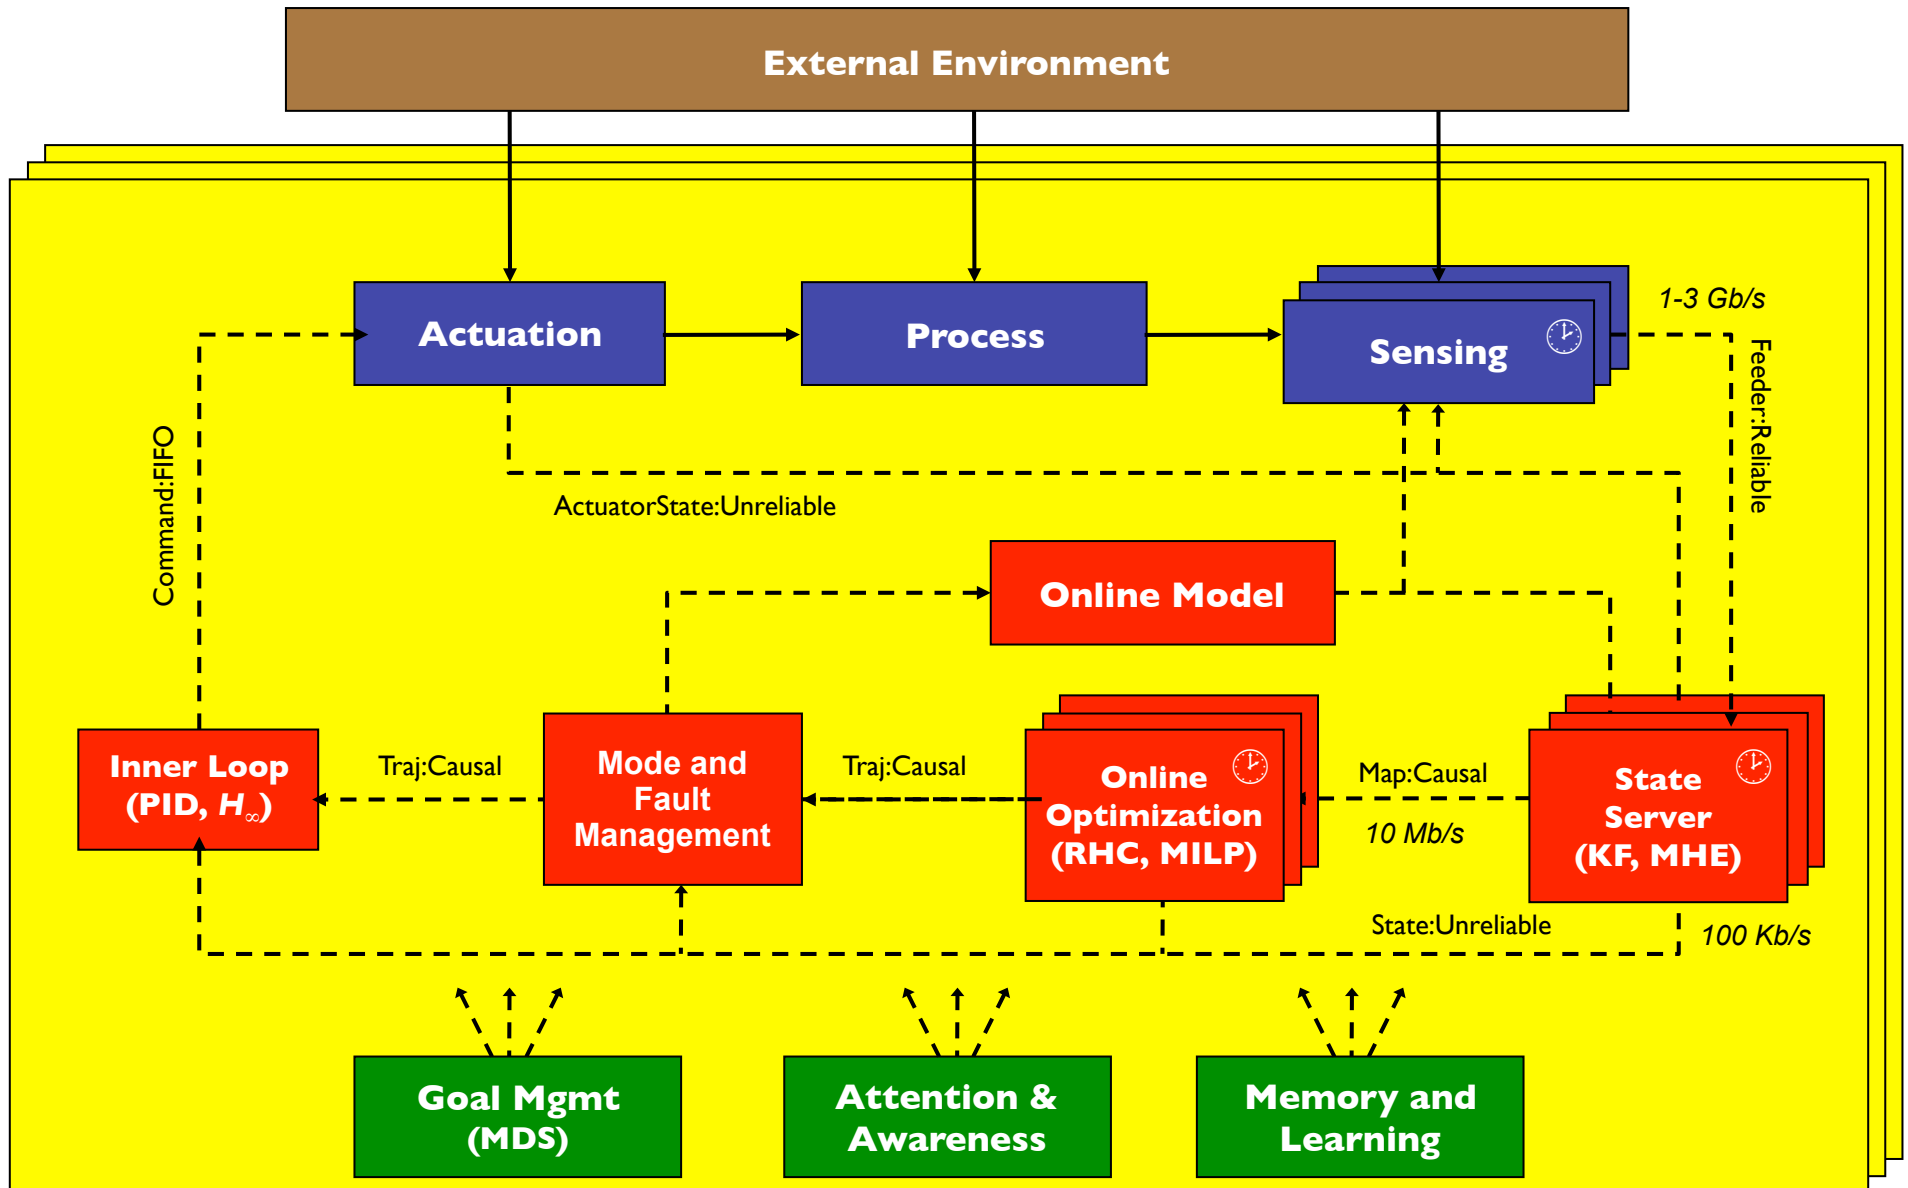 External Environment
Actuation
Process
Sensing
1-3 Gb/s
Feeder:Reliable
Command:FIFO
ActuatorState:Unreliable
Online Model
Inner Loop
(PID, H∞)
Traj:Causal
Mode and
Fault
Management
Traj:Causal
Online
Optimization
(RHC, MILP)
Map:Causal
10 Mb/s
State
Server
(KF, MHE)
State:Unreliable
100 Kb/s
Goal Mgmt
(MDS)
Attention &
Awareness
Memory and
Learning